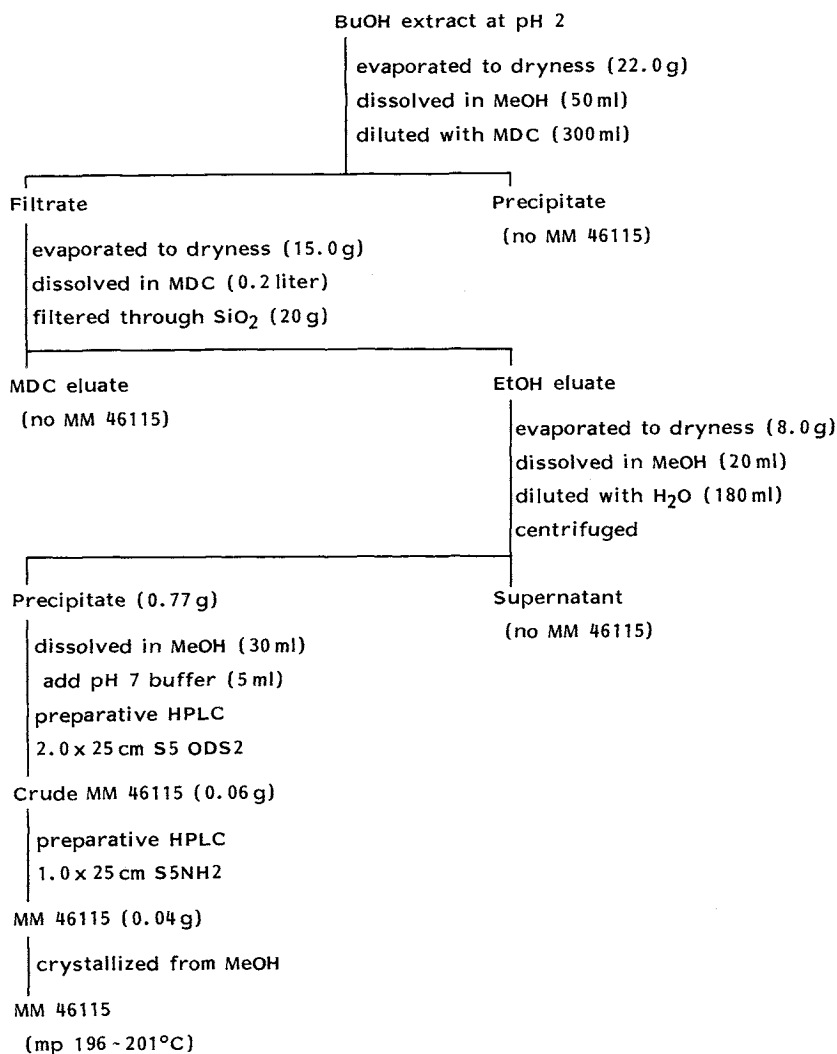 BuOH extract at pH 2
evaporated to dryness (22.0g)
dissolved in MeOH (50ml)
diluted with MDC (300ml)
Filtrate
Precipitate
(no MM 46115)
evaporated to dryness (15.0g)
dissolved in MDC (0.2 liter)
filtered through SiO₂ (20g)
MDC eluate
(no MM 46115)
EtOH eluate
evaporated to dryness (8.0g)
dissolved in MeOH (20ml)
diluted with H₂O (180ml)
centrifuged
Precipitate (0.77g)
Supernatant
(no MM 46115)
dissolved in MeOH (30ml)
add pH 7 buffer (5ml)
preparative HPLC
2.0 x 25cm S5 ODS2
Crude MM 46115 (0.06g)
preparative HPLC
1.0 x 25cm S5NH2
MM 46115 (0.04g)
crystallized from MeOH
MM 46115
(mp 196~201°C)